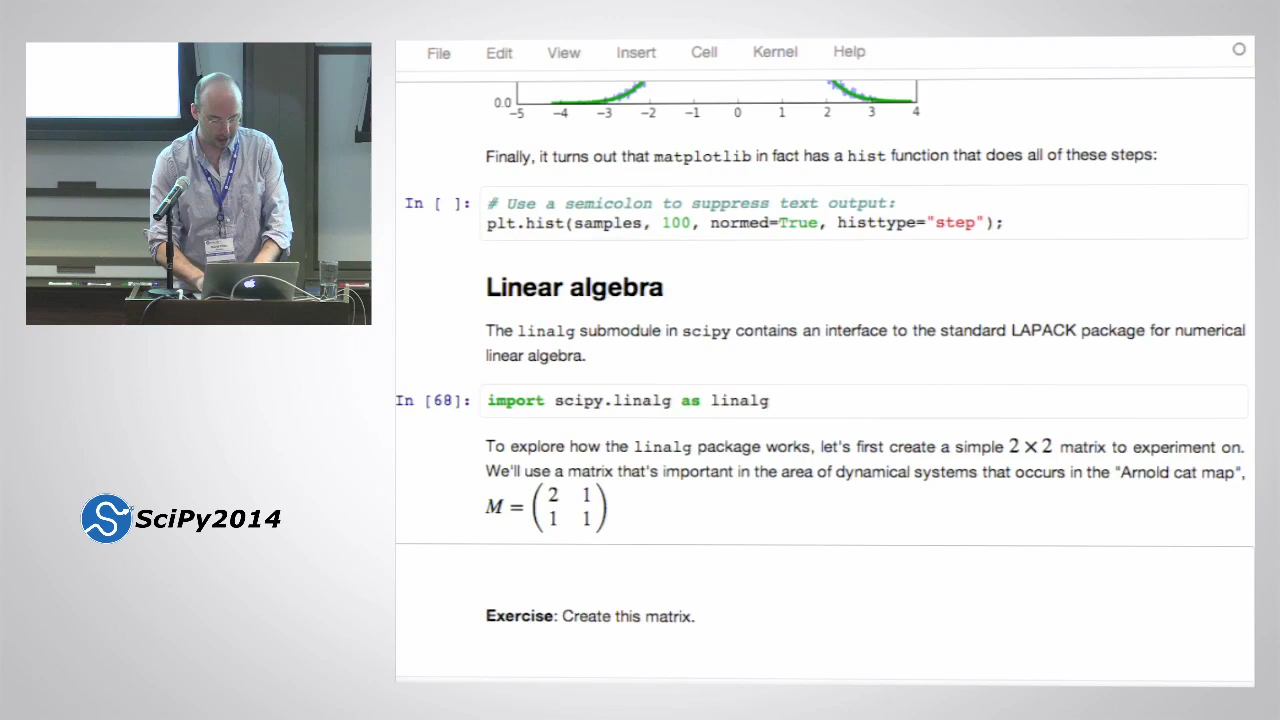 File Edit View Insert Cell Kernel Help
0.0
−5 −4 −3 −2 −1 0 1 2 3 4
Finally, it turns out that matplotlib in fact has a hist function that does all of these steps:
In [ ]: # Use a semicolon to suppress text output:
plt.hist(samples, 100, normed=True, histtype="step");
Linear algebra
The linalg submodule in scipy contains an interface to the standard LAPACK package for numerical
linear algebra.
In [68]: import scipy.linalg as linalg
To explore how the linalg package works, let's first create a simple 2 × 2 matrix to experiment on.
We'll use a matrix that's important in the area of dynamical systems that occurs in the "Arnold cat map",
M = ( 2 1
1 1 )
Exercise: Create this matrix.
SciPy2014